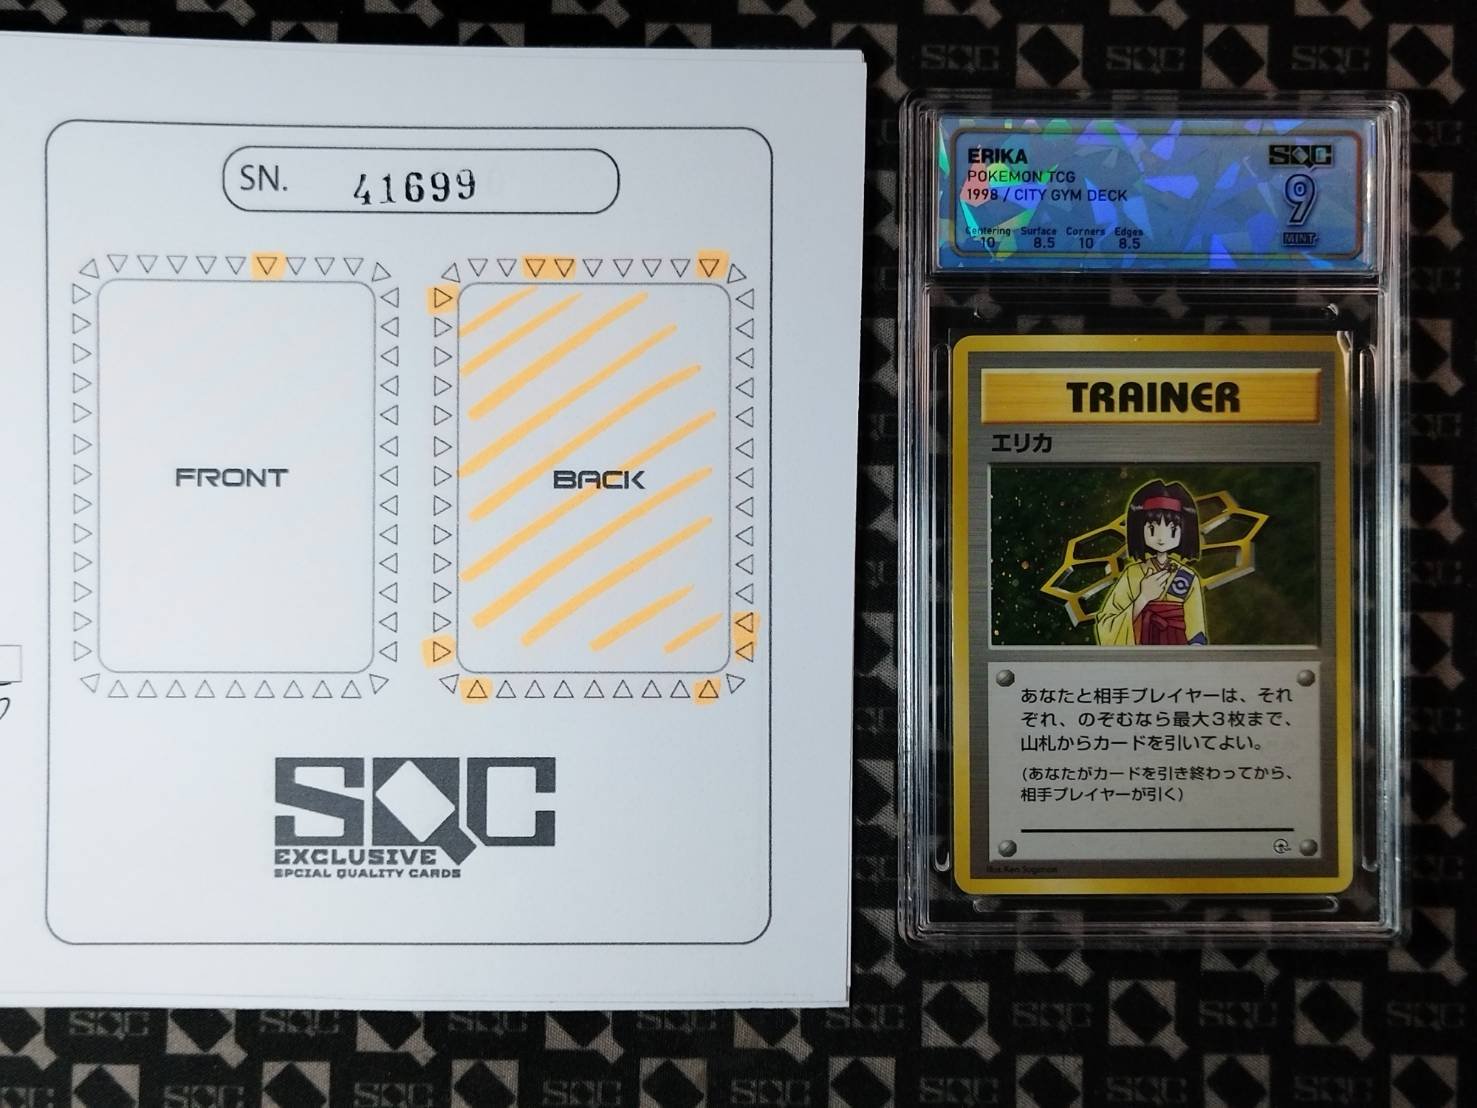 SN. 41699
FRONT
BACK
SQC
EXCLUSIVE
SPCIAL QUALITY CARDS
ERIKA
POKEMON TCG
1998 / CITY GYM DECK
Centering Surface Corners Edges
10 8.5 10 8.5
SQC
9
MINT
TRAINER
エリカ
あなたと相手プレイヤーは、それ
ぞれ、のぞむなら最大3枚まで、
山札からカードを引いてよい。
(あなたがカードを引き終わってから、
相手プレイヤーが引く)
Illus. Ken Sugimori